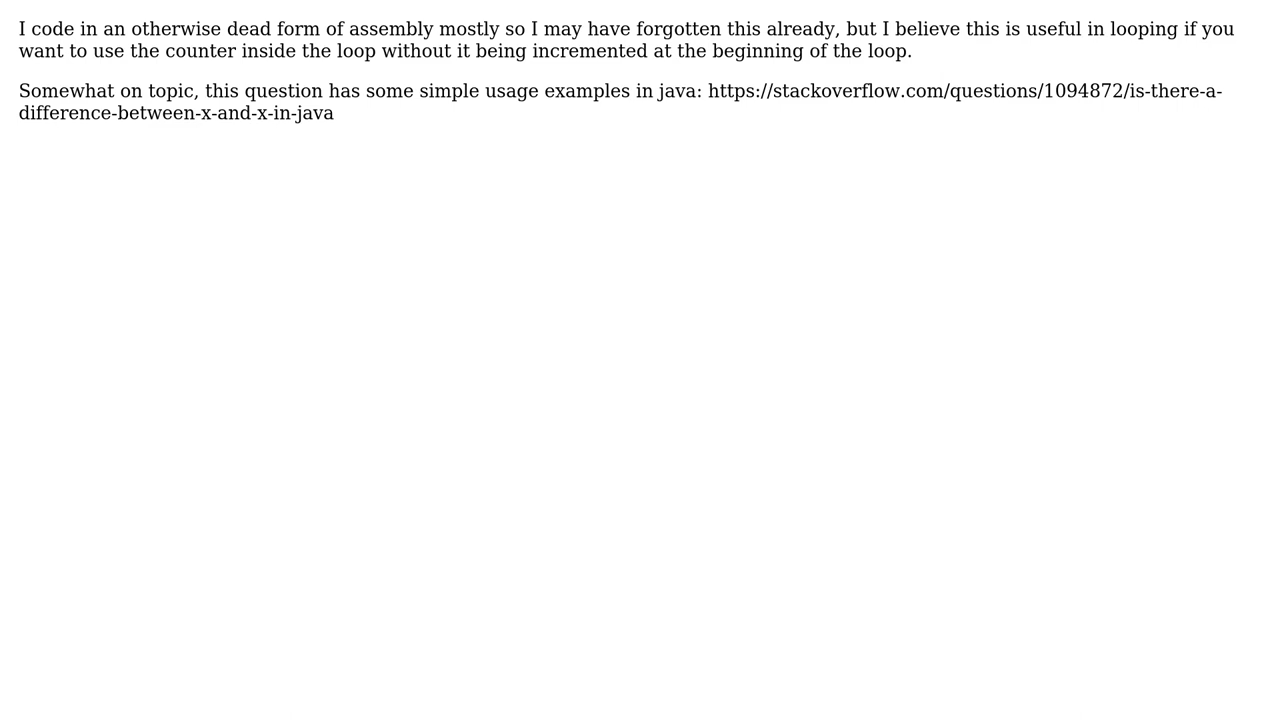 I code in an otherwise dead form of assembly mostly so I may have forgotten this already, but I believe this is useful in looping if you
want to use the counter inside the loop without it being incremented at the beginning of the loop.
Somewhat on topic, this question has some simple usage examples in java: https://stackoverflow.com/questions/1094872/is-there-a-
difference-between-x-and-x-in-java